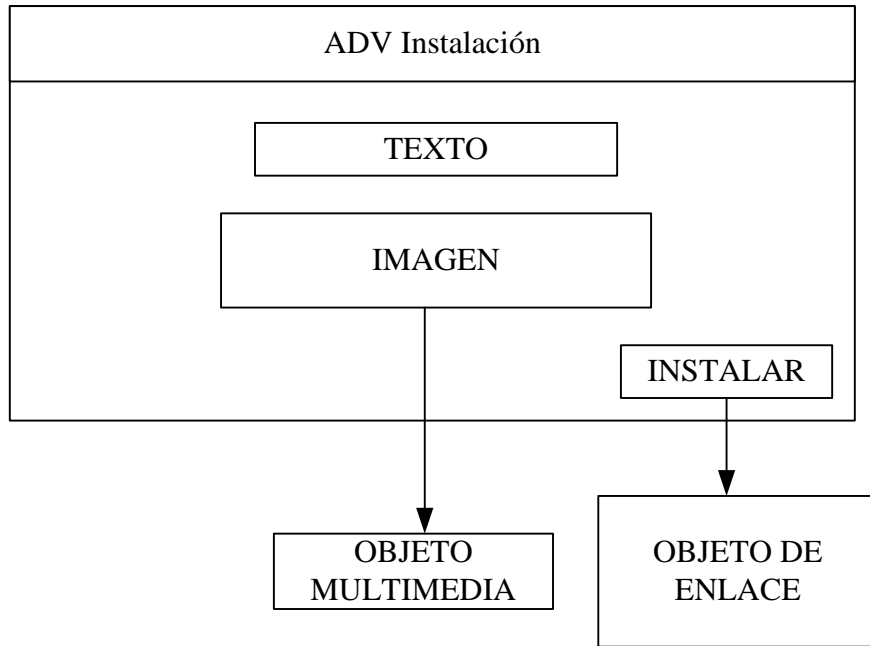 ADV Instalación
TEXTO
IMAGEN
INSTALAR
OBJETO
MULTIMEDIA
OBJETO DE
ENLACE